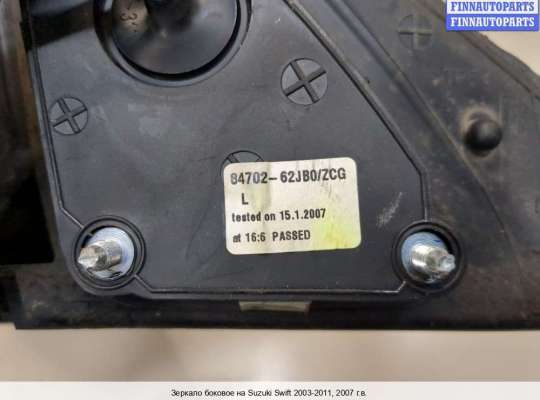 FINNAUTOPARTS
FINNAUTOPARTS
84702-62JB0/ZCG
L
tested on 15.1.2007
at 16:6 PASSED
Зеркало боковое на Suzuki Swift 2003-2011, 2007 г.в.